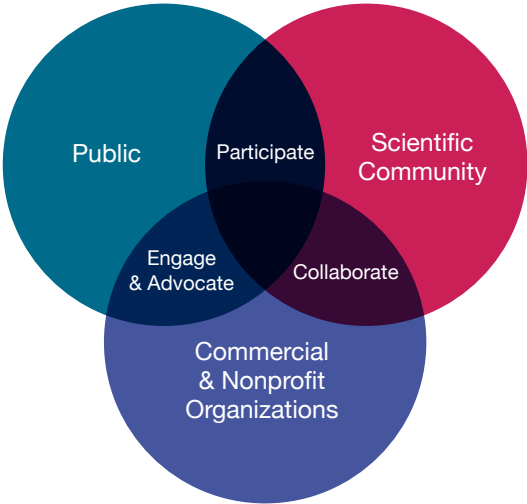 Public
Participate
Scientific
Community
Engage
& Advocate
Collaborate
Commercial
& Nonprofit
Organizations